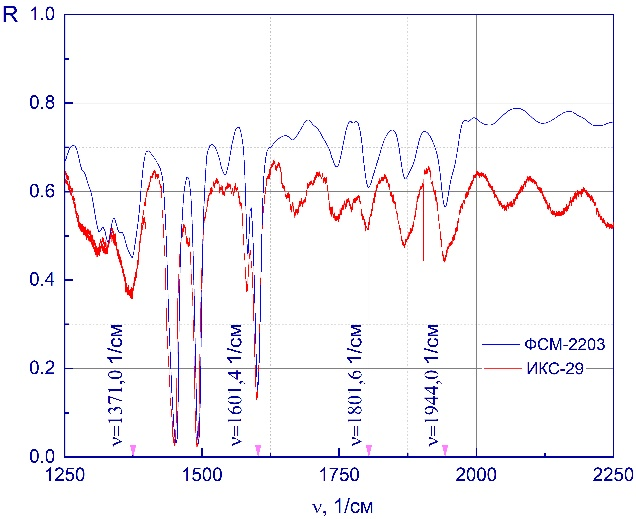 R
1.0
0.8
0.6
0.4
0.2
0.0
ν=1371,0 1/см
ν=1601,4 1/см
ν=1801,6 1/см
ν=1944,0 1/см
ФСМ-2203
ИКС-29
1250 1500 1750 2000 2250
ν, 1/см